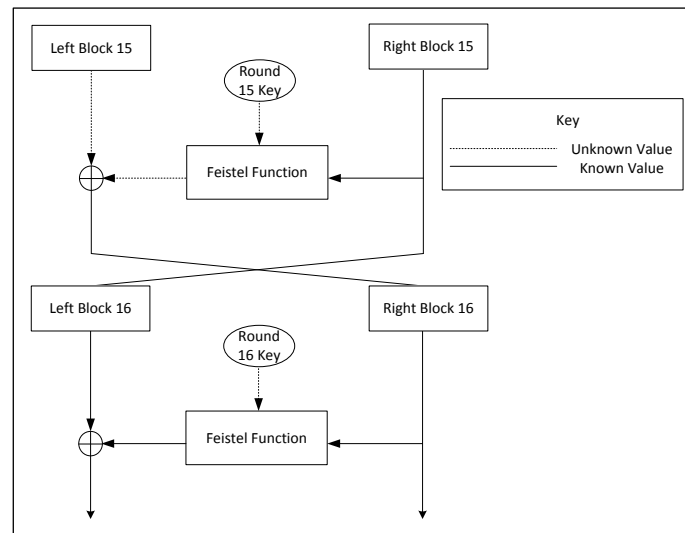 Left Block 15
Right Block 15
Round
15 Key
Feistel Function
Key
Unknown Value
Known Value
Left Block 16
Right Block 16
Round
16 Key
Feistel Function